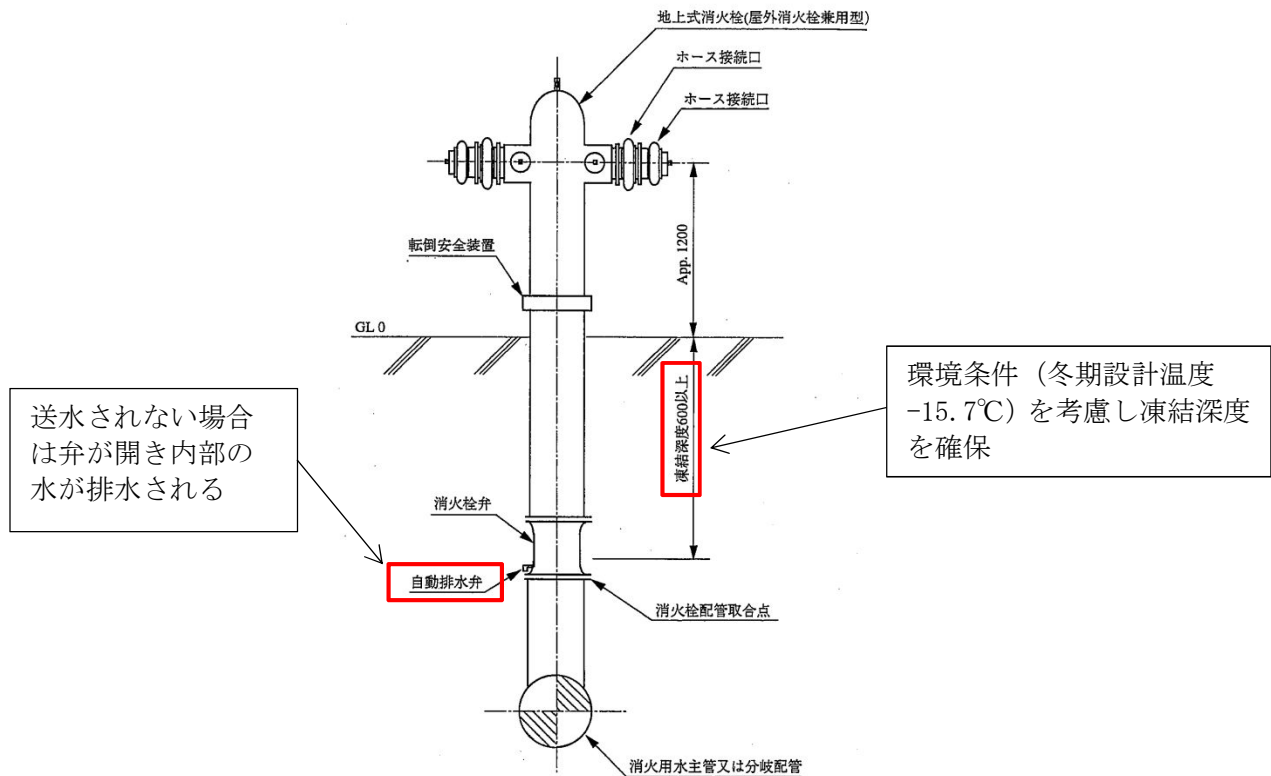 地上式消火栓(屋外消火栓兼用型)
ホース接続口
ホース接続口
転倒安全装置
App. 1200
GL 0
凍結深度600以上
環境条件（冬期設計温度
-15.7℃）を考慮し凍結深度
を確保
送水されない場合
は弁が開き内部の
水が排水される
消火栓弁
自動排水弁
消火栓配管取合点
消火用水主管又は分岐配管